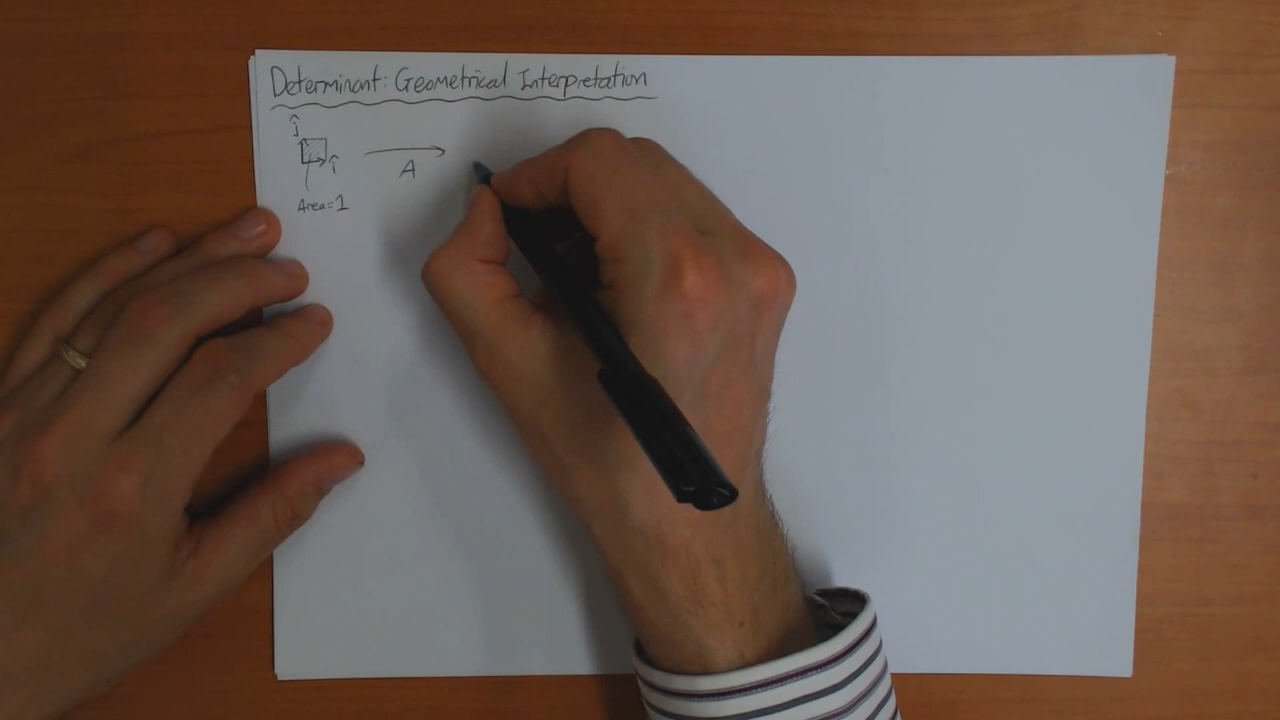 Determinant: Geometrical Interpretation
ĵ
î
A
Area=1